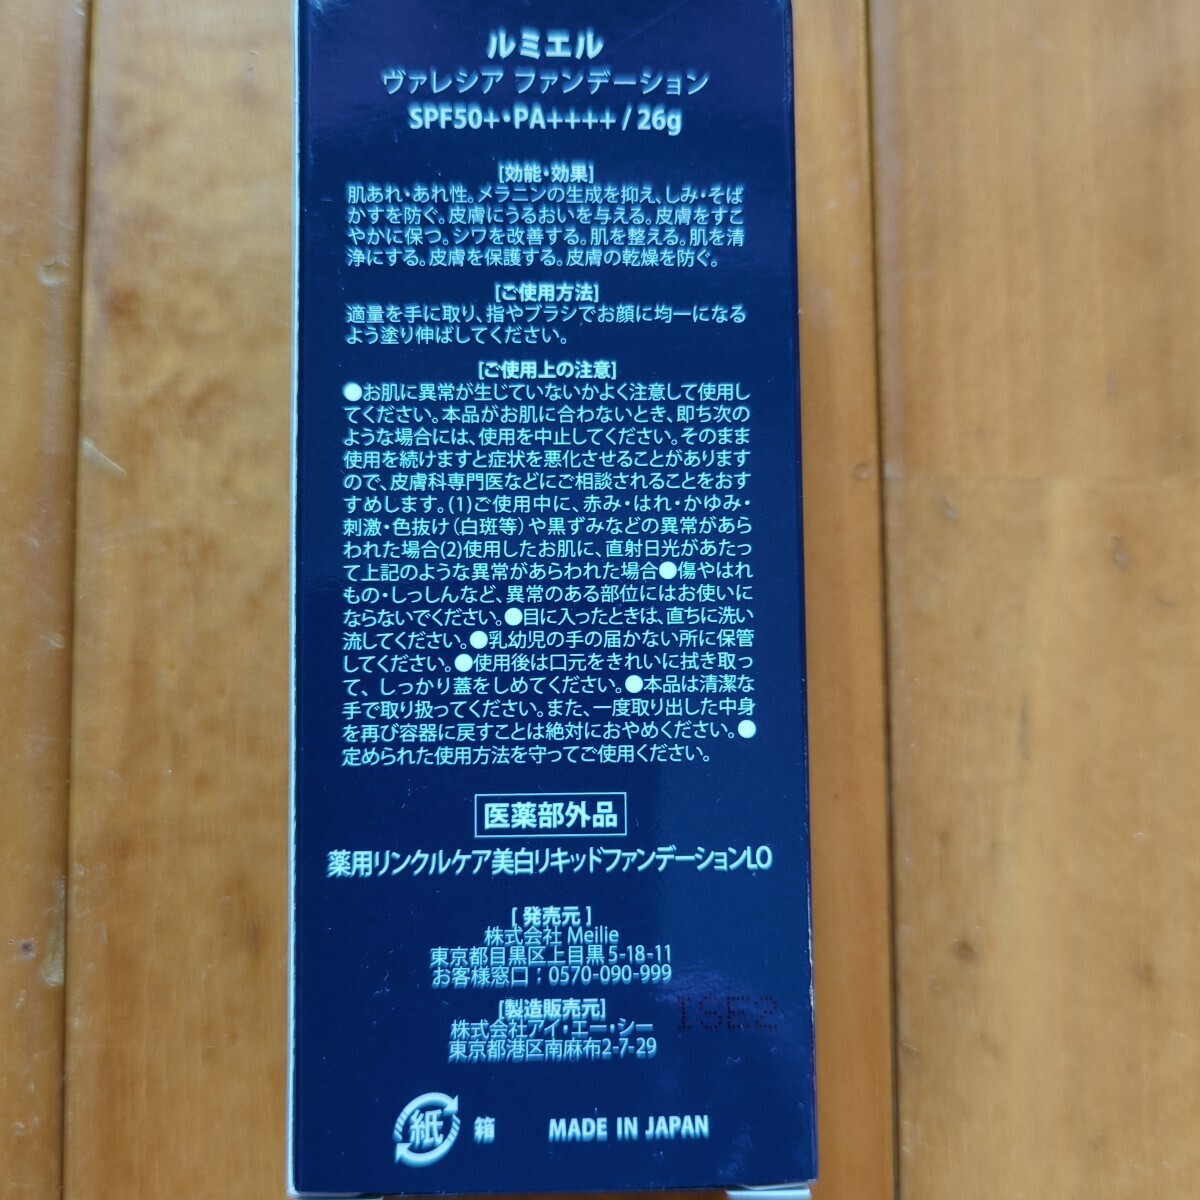 ルミエル
ヴァレシア ファンデーション
SPF50+・PA++++ / 26g
[効能・効果]
肌あれ・あれ性。メラニンの生成を抑え、しみ・そば
かすを防ぐ。皮膚にうるおいを与える。皮膚をすこ
やかに保つ。シワを改善する。肌を整える。肌を清
浄にする。皮膚を保護する。皮膚の乾燥を防ぐ。
[ご使用方法]
適量を手に取り、指やブラシでお顔に均一になる
よう塗り伸ばしてください。
[ご使用上の注意]
●お肌に異常が生じていないかよく注意して使用し
てください。本品がお肌に合わないとき、即ち次の
ような場合には、使用を中止してください。そのまま
使用を続けますと症状を悪化させることがあります
ので、皮膚科専門医などにご相談されることをおす
すめします。(1)ご使用中に、赤み・はれ・かゆみ・
刺激・色抜け(白斑等)や黒ずみなどの異常があら
われた場合(2)使用したお肌に、直射日光があたっ
て上記のような異常があらわれた場合●傷やはれ
もの・しっしんなど、異常のある部位にはお使いに
ならないでください。●目に入ったときは、直ちに洗い
流してください。●乳幼児の手の届かない所に保管
してください。●使用後は口元をきれいに拭き取っ
て、しっかり蓋をしめてください。●本品は清潔な
手で取り扱ってください。また、一度取り出した中身
を再び容器に戻すことは絶対におやめください。●
定められた使用方法を守ってご使用ください。
医薬部外品
薬用リンクルケア美白リキッドファンデーションLO
[発売元]
株式会社 Meilie
東京都目黒区上目黒5-18-11
お客様窓口:0570-090-999
[製造販売元]
株式会社アイ・エー・シー
東京都港区南麻布2-7-29
紙 箱 MADE IN JAPAN